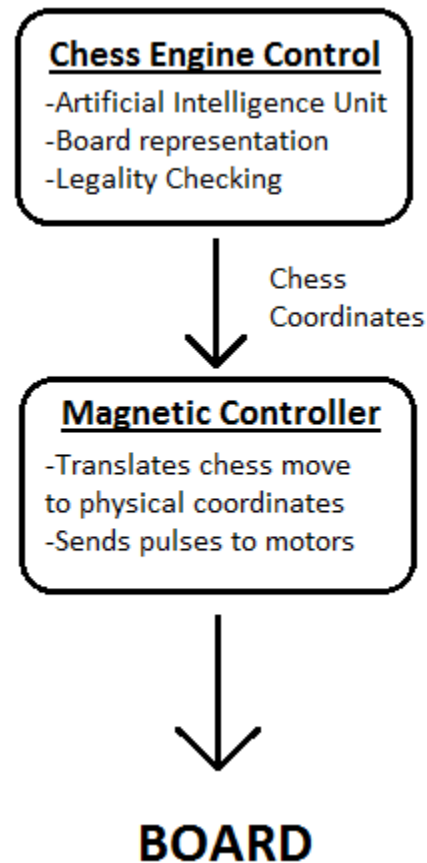 Chess Engine Control
-Artificial Intelligence Unit
-Board representation
-Legality Checking
Chess
Coordinates
Magnetic Controller
-Translates chess move
to physical coordinates
-Sends pulses to motors
BOARD